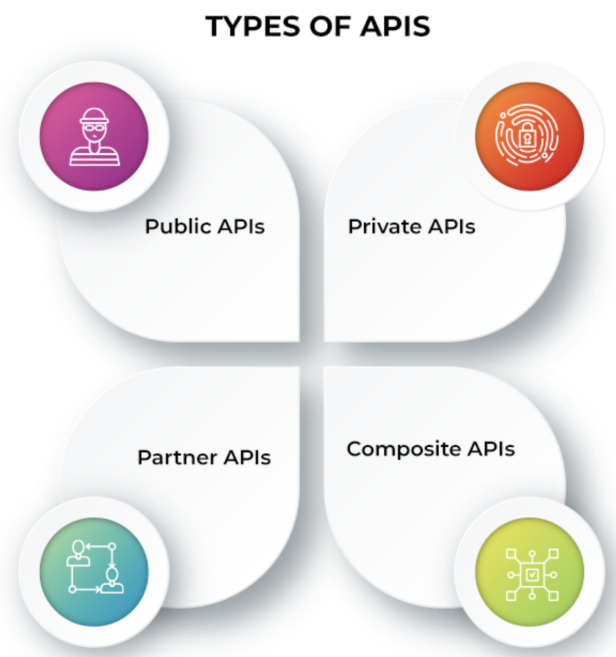 TYPES OF APIS
Public APIs
Private APIs
Partner APIs
Composite APIs